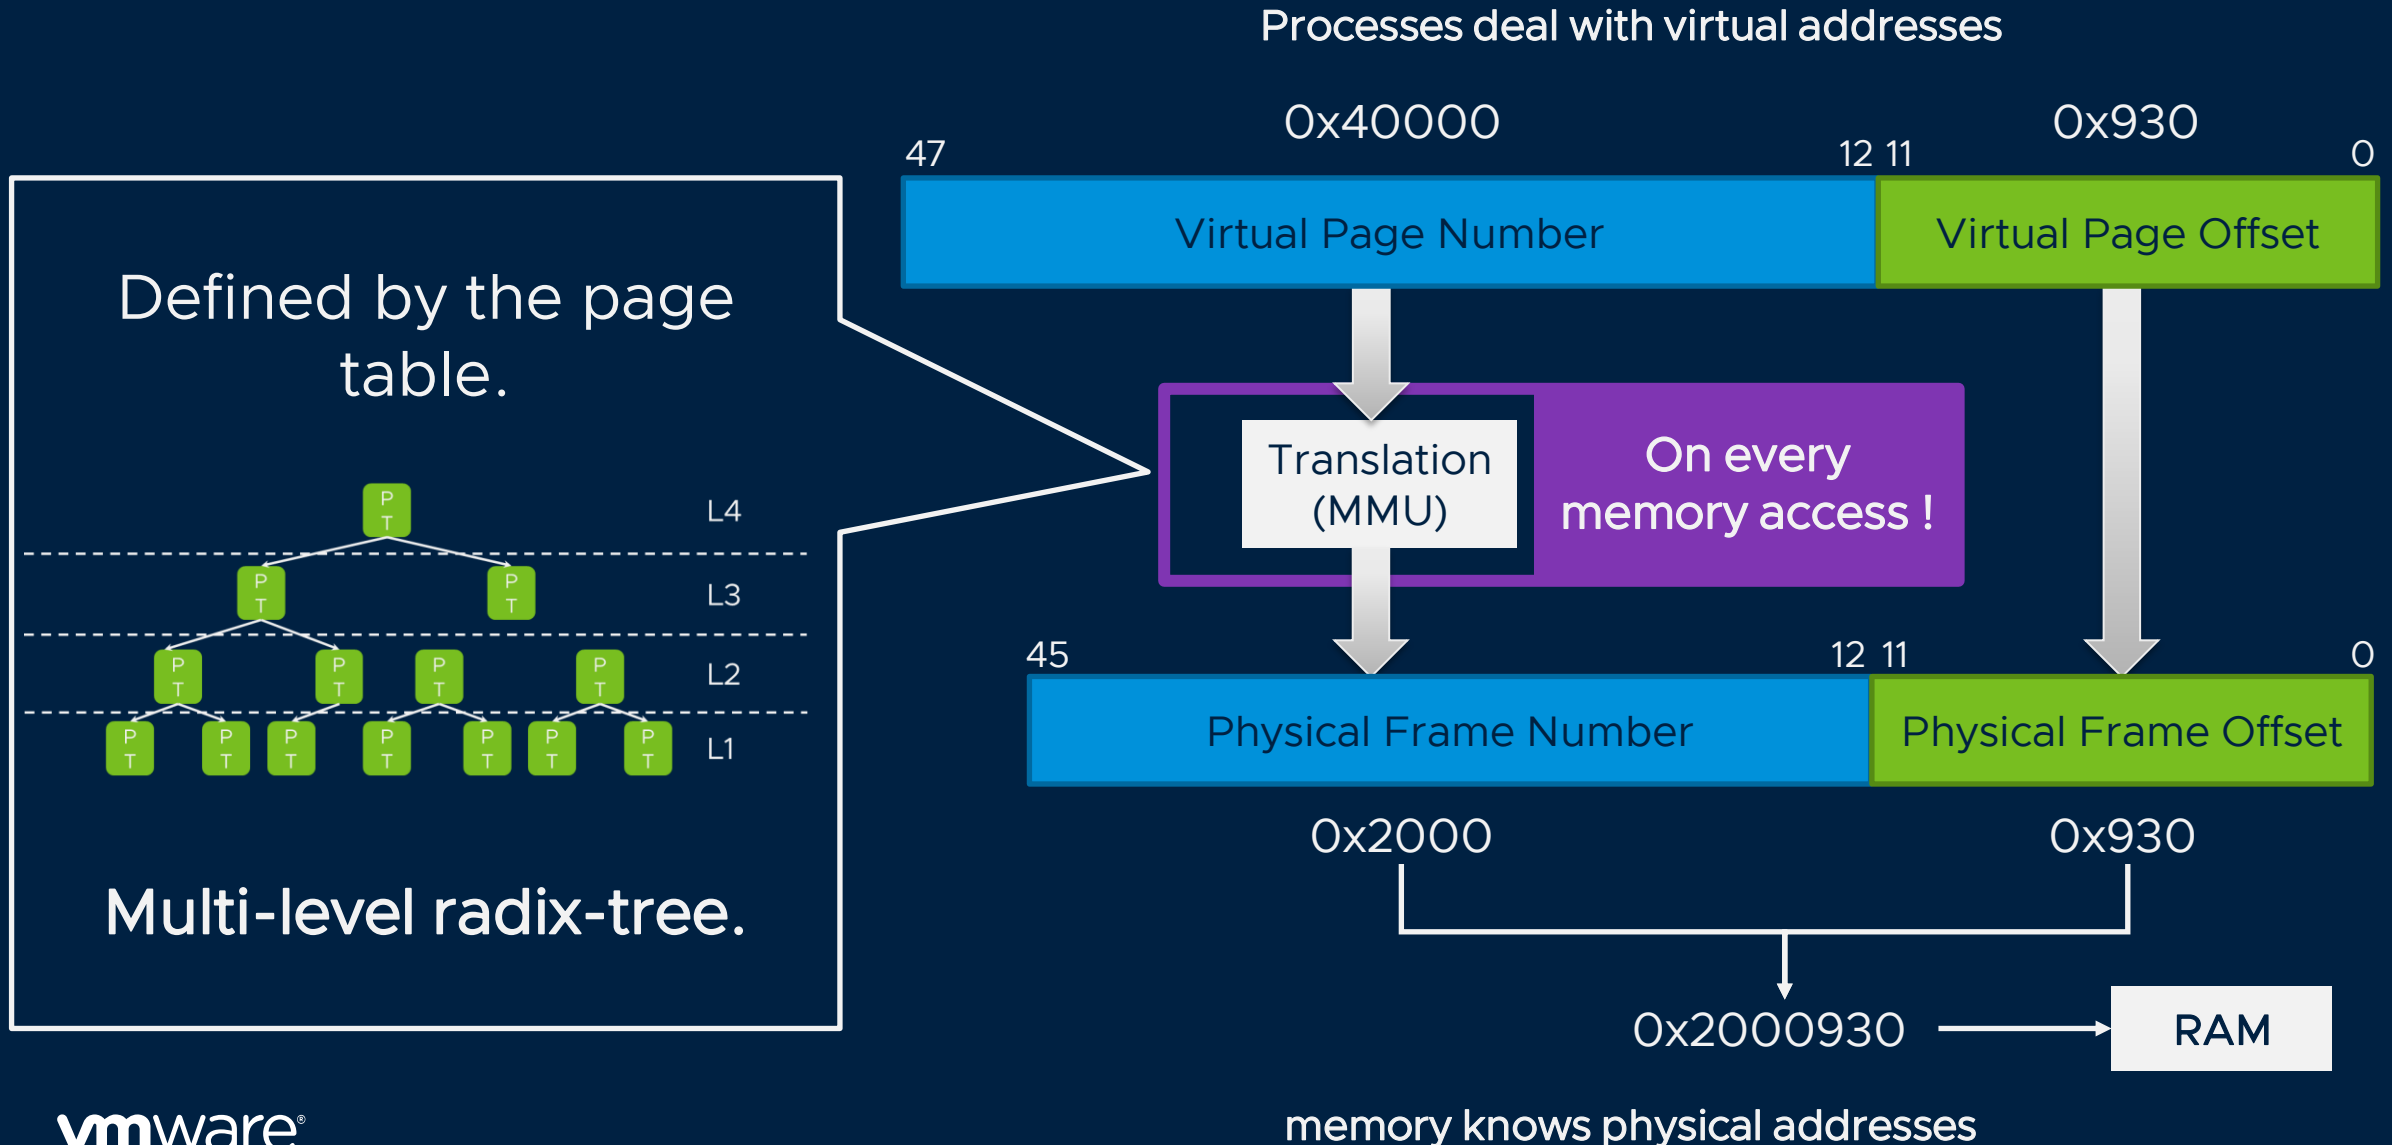 Processes deal with virtual addresses
0x40000
0x930
47
12
11
0
Virtual Page Number
Virtual Page Offset
Defined by the page
table.
Translation
(MMU)
On every
memory access !
P
T
L4
P
T
P
T
L3
P
T
P
T
P
T
P
T
L2
P
T
P
T
P
T
P
T
P
T
P
T
P
T
L1
Multi-level radix-tree.
45
12
11
0
Physical Frame Number
Physical Frame Offset
0x2000
0x930
0x2000930
RAM
memory knows physical addresses
vmware®